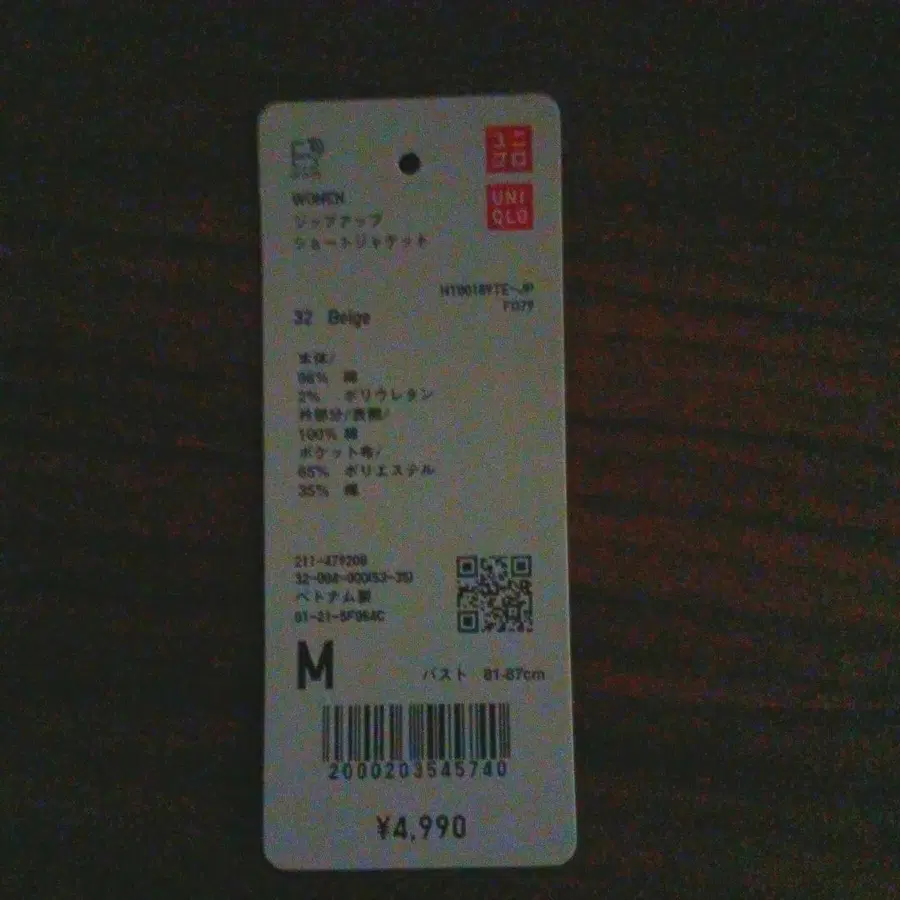 ユニ
クロ
UNI
QLO
WOMEN
ジップアップ
ショートジャケット
32 Beige
本体/
98% 綿
2% ポリウレタン
衿部分/表側/
100% 綿
ポケット布/
65% ポリエステル
35% 綿
ベトナム製
M バスト 81-87cm
2000203545740
¥4,990